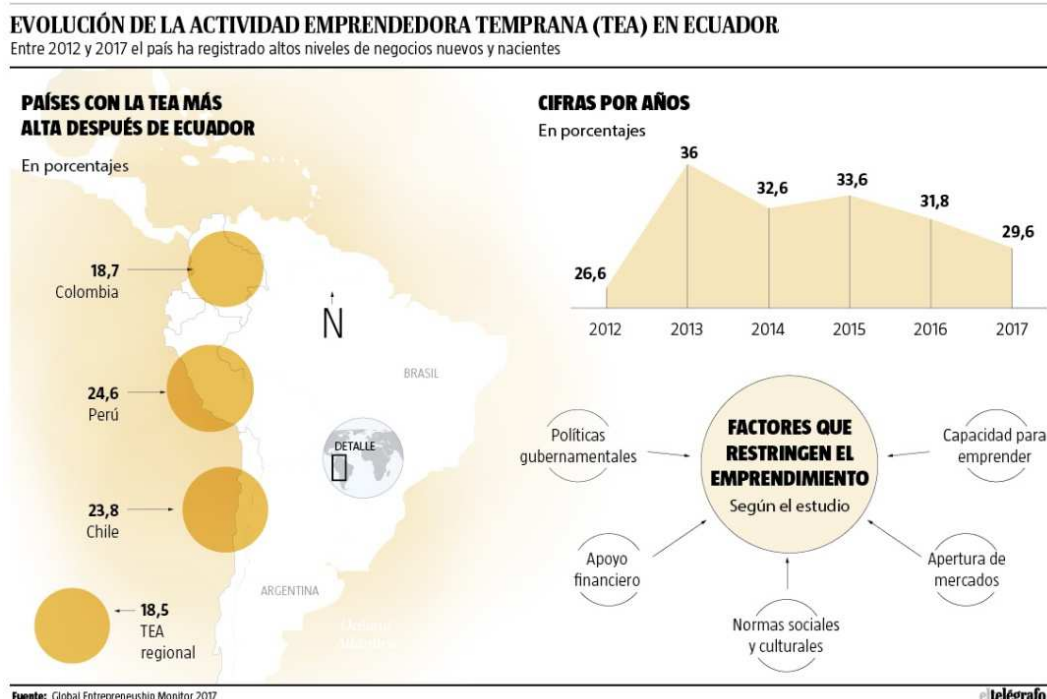 EVOLUCIÓN DE LA ACTIVIDAD EMPRENDEDORA TEMPRANA (TEA) EN ECUADOR
Entre 2012 y 2017 el país ha registrado altos niveles de negocios nuevos y nacientes
PAÍSES CON LA TEA MÁS
ALTA DESPUÉS DE ECUADOR
En porcentajes
18,7
Colombia
24,6
Perú
23,8
Chile
18,5
TEA
regional
N
BRASIL
DETALLE
ARGENTINA
Océano
Atlántico
CIFRAS POR AÑOS
En porcentajes
26,6
36
32,6
33,6
31,8
29,6
2012 2013 2014 2015 2016 2017
FACTORES QUE
RESTRINGEN EL
EMPRENDIMIENTO
Según el estudio
Políticas
gubernamentales
Apoyo
financiero
Normas sociales
y culturales
Apertura de
mercados
Capacidad para
emprender
Fuente: Global Entrepreneuship Monitor 2017
el telégrafo